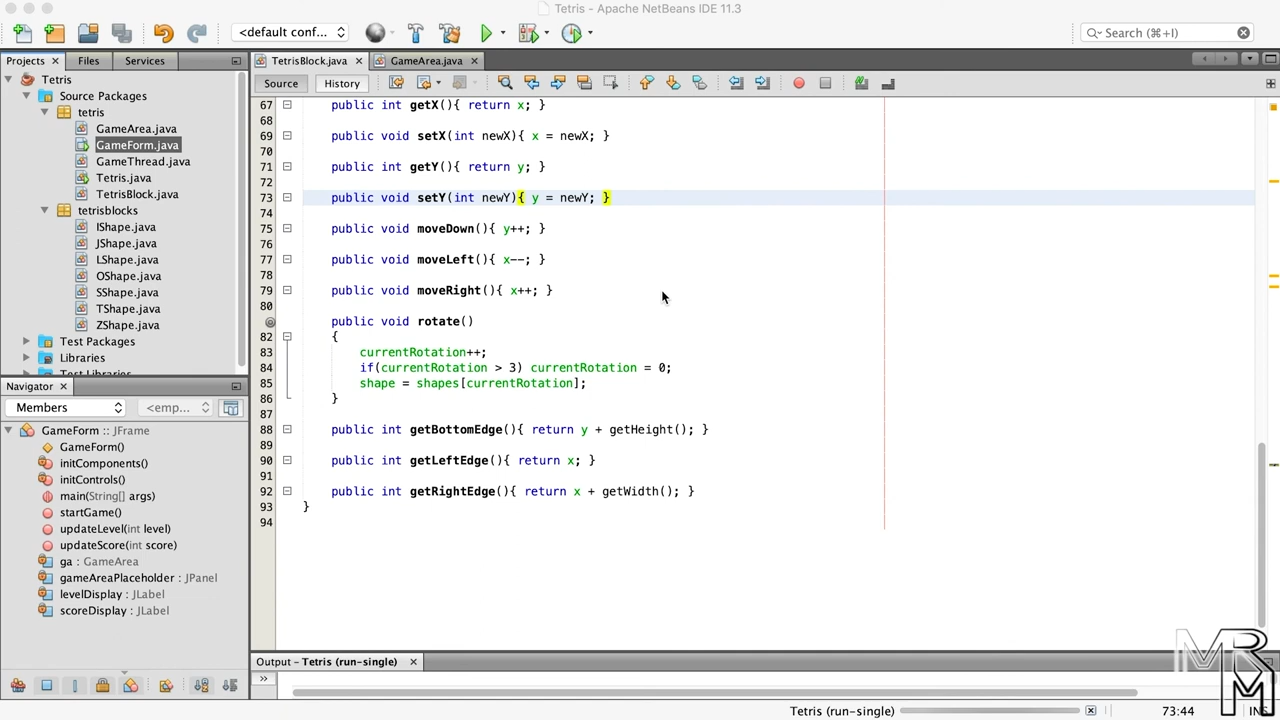 Tetris - Apache NetBeans IDE 11.3
<default conf...
Search (⌘+I)
Projects
Files
Services
TetrisBlock.java
GameArea.java
Source
History
Tetris
Source Packages
tetris
GameArea.java
GameForm.java
GameThread.java
Tetris.java
TetrisBlock.java
tetrisblocks
IShape.java
JShape.java
LShape.java
OShape.java
SShape.java
TShape.java
ZShape.java
Test Packages
Libraries
Test Libraries
Navigator
Members
<emp...
GameForm :: JFrame
GameForm()
initComponents()
initControls()
main(String[] args)
startGame()
updateLevel(int level)
updateScore(int score)
ga : GameArea
gameAreaPlaceholder : JPanel
levelDisplay : JLabel
scoreDisplay : JLabel
67 public int getX(){ return x; }
68
69 public void setX(int newX){ x = newX; }
70
71 public int getY(){ return y; }
72
73 public void setY(int newY){ y = newY; }
74
75 public void moveDown(){ y++; }
76
77 public void moveLeft(){ x--; }
78
79 public void moveRight(){ x++; }
80
public void rotate()
82 {
83 currentRotation++;
84 if(currentRotation > 3) currentRotation = 0;
85 shape = shapes[currentRotation];
86 }
87
88 public int getBottomEdge(){ return y + getHeight(); }
89
90 public int getLeftEdge(){ return x; }
91
92 public int getRightEdge(){ return x + getWidth(); }
93 }
94
Output - Tetris (run-single)
Tetris (run-single)
73:44